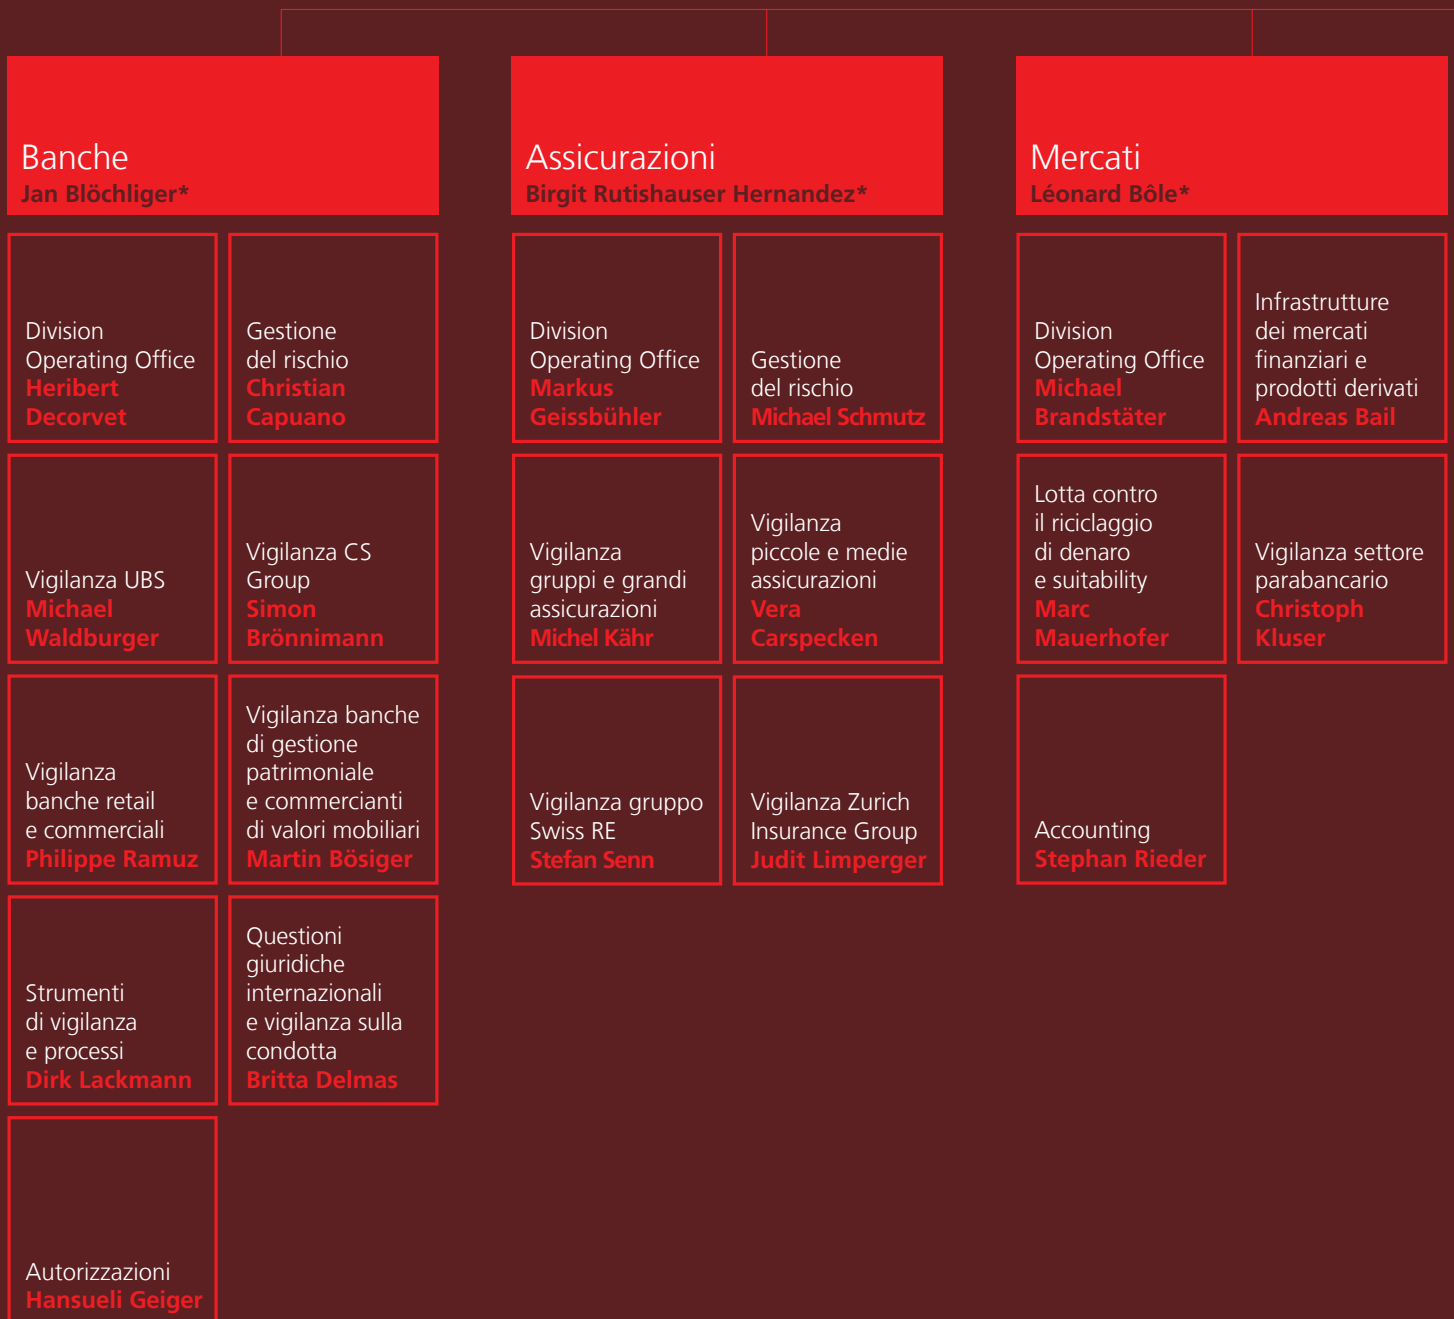 Banche
Jan Blöchliger*
Division
Operating Office
Heribert
Decorvet
Gestione
del rischio
Christian
Capuano
Vigilanza UBS
Michael
Waldburger
Vigilanza CS
Group
Simon
Brönnimann
Vigilanza
banche retail
e commerciali
Philippe Ramuz
Vigilanza banche
di gestione
patrimoniale
e commercianti
di valori mobiliari
Martin Bösiger
Strumenti
di vigilanza
e processi
Dirk Lackmann
Questioni
giuridiche
internazionali
e vigilanza sulla
condotta
Britta Delmas
Autorizzazioni
Hansueli Geiger
Assicurazioni
Birgit Rutishauser Hernandez*
Division
Operating Office
Markus
Geissbühler
Gestione
del rischio
Michael Schmutz
Vigilanza
gruppi e grandi
assicurazioni
Michel Kähr
Vigilanza
piccole e medie
assicurazioni
Vera
Carspecken
Vigilanza gruppo
Swiss RE
Stefan Senn
Vigilanza Zurich
Insurance Group
Judit Limperger
Mercati
Léonard Bôle*
Division
Operating Office
Michael
Brandstäter
Infrastrutture
dei mercati
finanziari e
prodotti derivati
Andreas Bail
Lotta contro
il riciclaggio
di denaro
e suitability
Marc
Mauerhofer
Vigilanza settore
parabancario
Christoph
Kluser
Accounting
Stephan Rieder